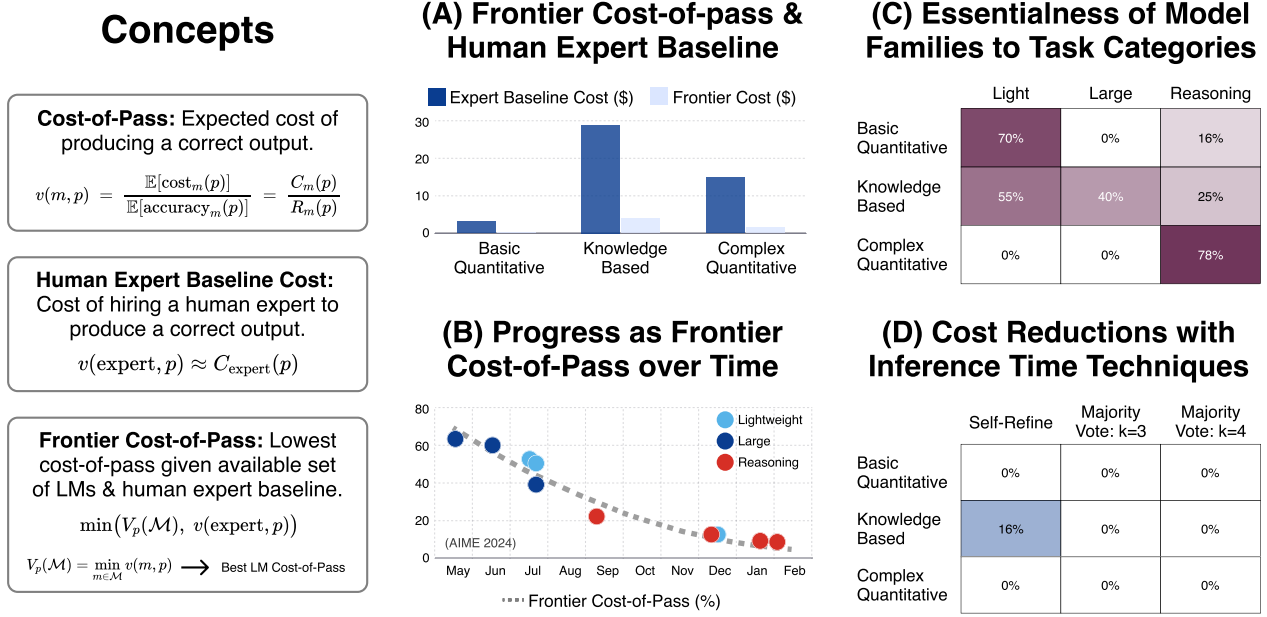 Concepts
Cost-of-Pass: Expected cost of
producing a correct output.
v(m, p) = 𝔼[cost_m(p)] / 𝔼[accuracy_m(p)] = C_m(p) / R_m(p)
Human Expert Baseline Cost:
Cost of hiring a human expert to
produce a correct output.
v(expert, p) ≈ C_expert(p)
Frontier Cost-of-Pass: Lowest
cost-of-pass given available set
of LMs & human expert baseline.
min(V_p(ℳ), v(expert, p))
V_p(ℳ) = min_{m∈ℳ} v(m, p) → Best LM Cost-of-Pass
(A) Frontier Cost-of-pass &
Human Expert Baseline
Expert Baseline Cost ($) Frontier Cost ($)
30
20
10
0
Basic
Quantitative
Knowledge
Based
Complex
Quantitative
(B) Progress as Frontier
Cost-of-Pass over Time
80
60
40
20
0
Lightweight
Large
Reasoning
(AIME 2024)
May Jun Jul Aug Sep Oct Nov Dec Jan Feb
Frontier Cost-of-Pass (%)
(C) Essentialness of Model
Families to Task Categories
Light Large Reasoning
Basic
Quantitative
70% 0% 16%
Knowledge
Based
55% 40% 25%
Complex
Quantitative
0% 0% 78%
(D) Cost Reductions with
Inference Time Techniques
Self-Refine
Majority
Vote: k=3
Majority
Vote: k=4
Basic
Quantitative
0% 0% 0%
Knowledge
Based
16% 0% 0%
Complex
Quantitative
0% 0% 0%